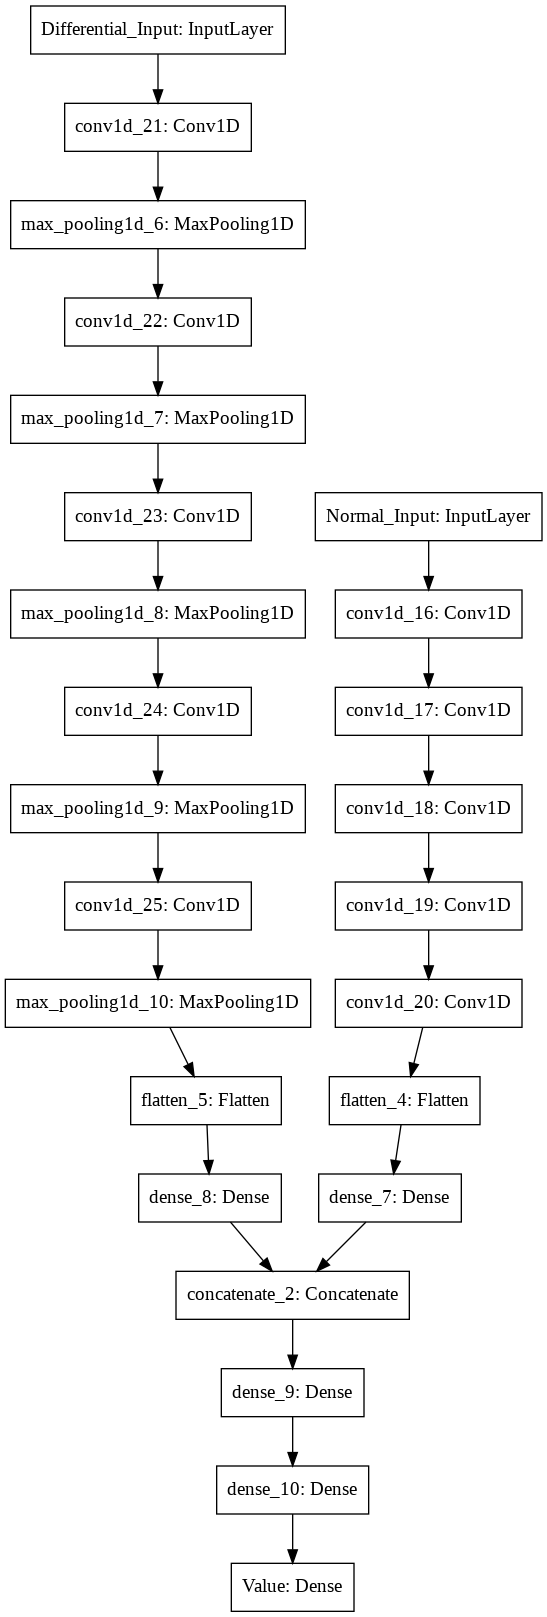 Differential_Input: InputLayer
conv1d_21: Conv1D
max_pooling1d_6: MaxPooling1D
conv1d_22: Conv1D
max_pooling1d_7: MaxPooling1D
conv1d_23: Conv1D
Normal_Input: InputLayer
max_pooling1d_8: MaxPooling1D
conv1d_16: Conv1D
conv1d_24: Conv1D
conv1d_17: Conv1D
max_pooling1d_9: MaxPooling1D
conv1d_18: Conv1D
conv1d_25: Conv1D
conv1d_19: Conv1D
max_pooling1d_10: MaxPooling1D
conv1d_20: Conv1D
flatten_5: Flatten
flatten_4: Flatten
dense_8: Dense
dense_7: Dense
concatenate_2: Concatenate
dense_9: Dense
dense_10: Dense
Value: Dense